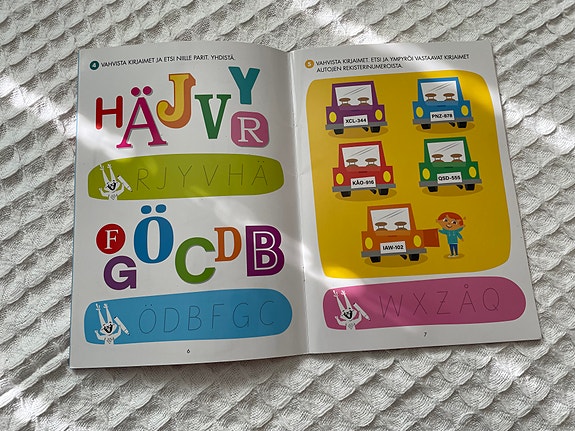 4 VAHVISTA KIRJAIMET JA ETSI NIILLE PARIT. YHDISTÄ.
H Ä J V Y R
R J Y V H Ä
F G Ö C D B
Ö D B F G C
6
5 VAHVISTA KIRJAIMET. ETSI JA YMPYRÖI VASTAAVAT KIRJAIMET
AUTOJEN REKISTERINUMEROISTA.
XCL-344
PNZ-878
KÅO-916
QSD-555
IAW-102
W X Z Å Q
7